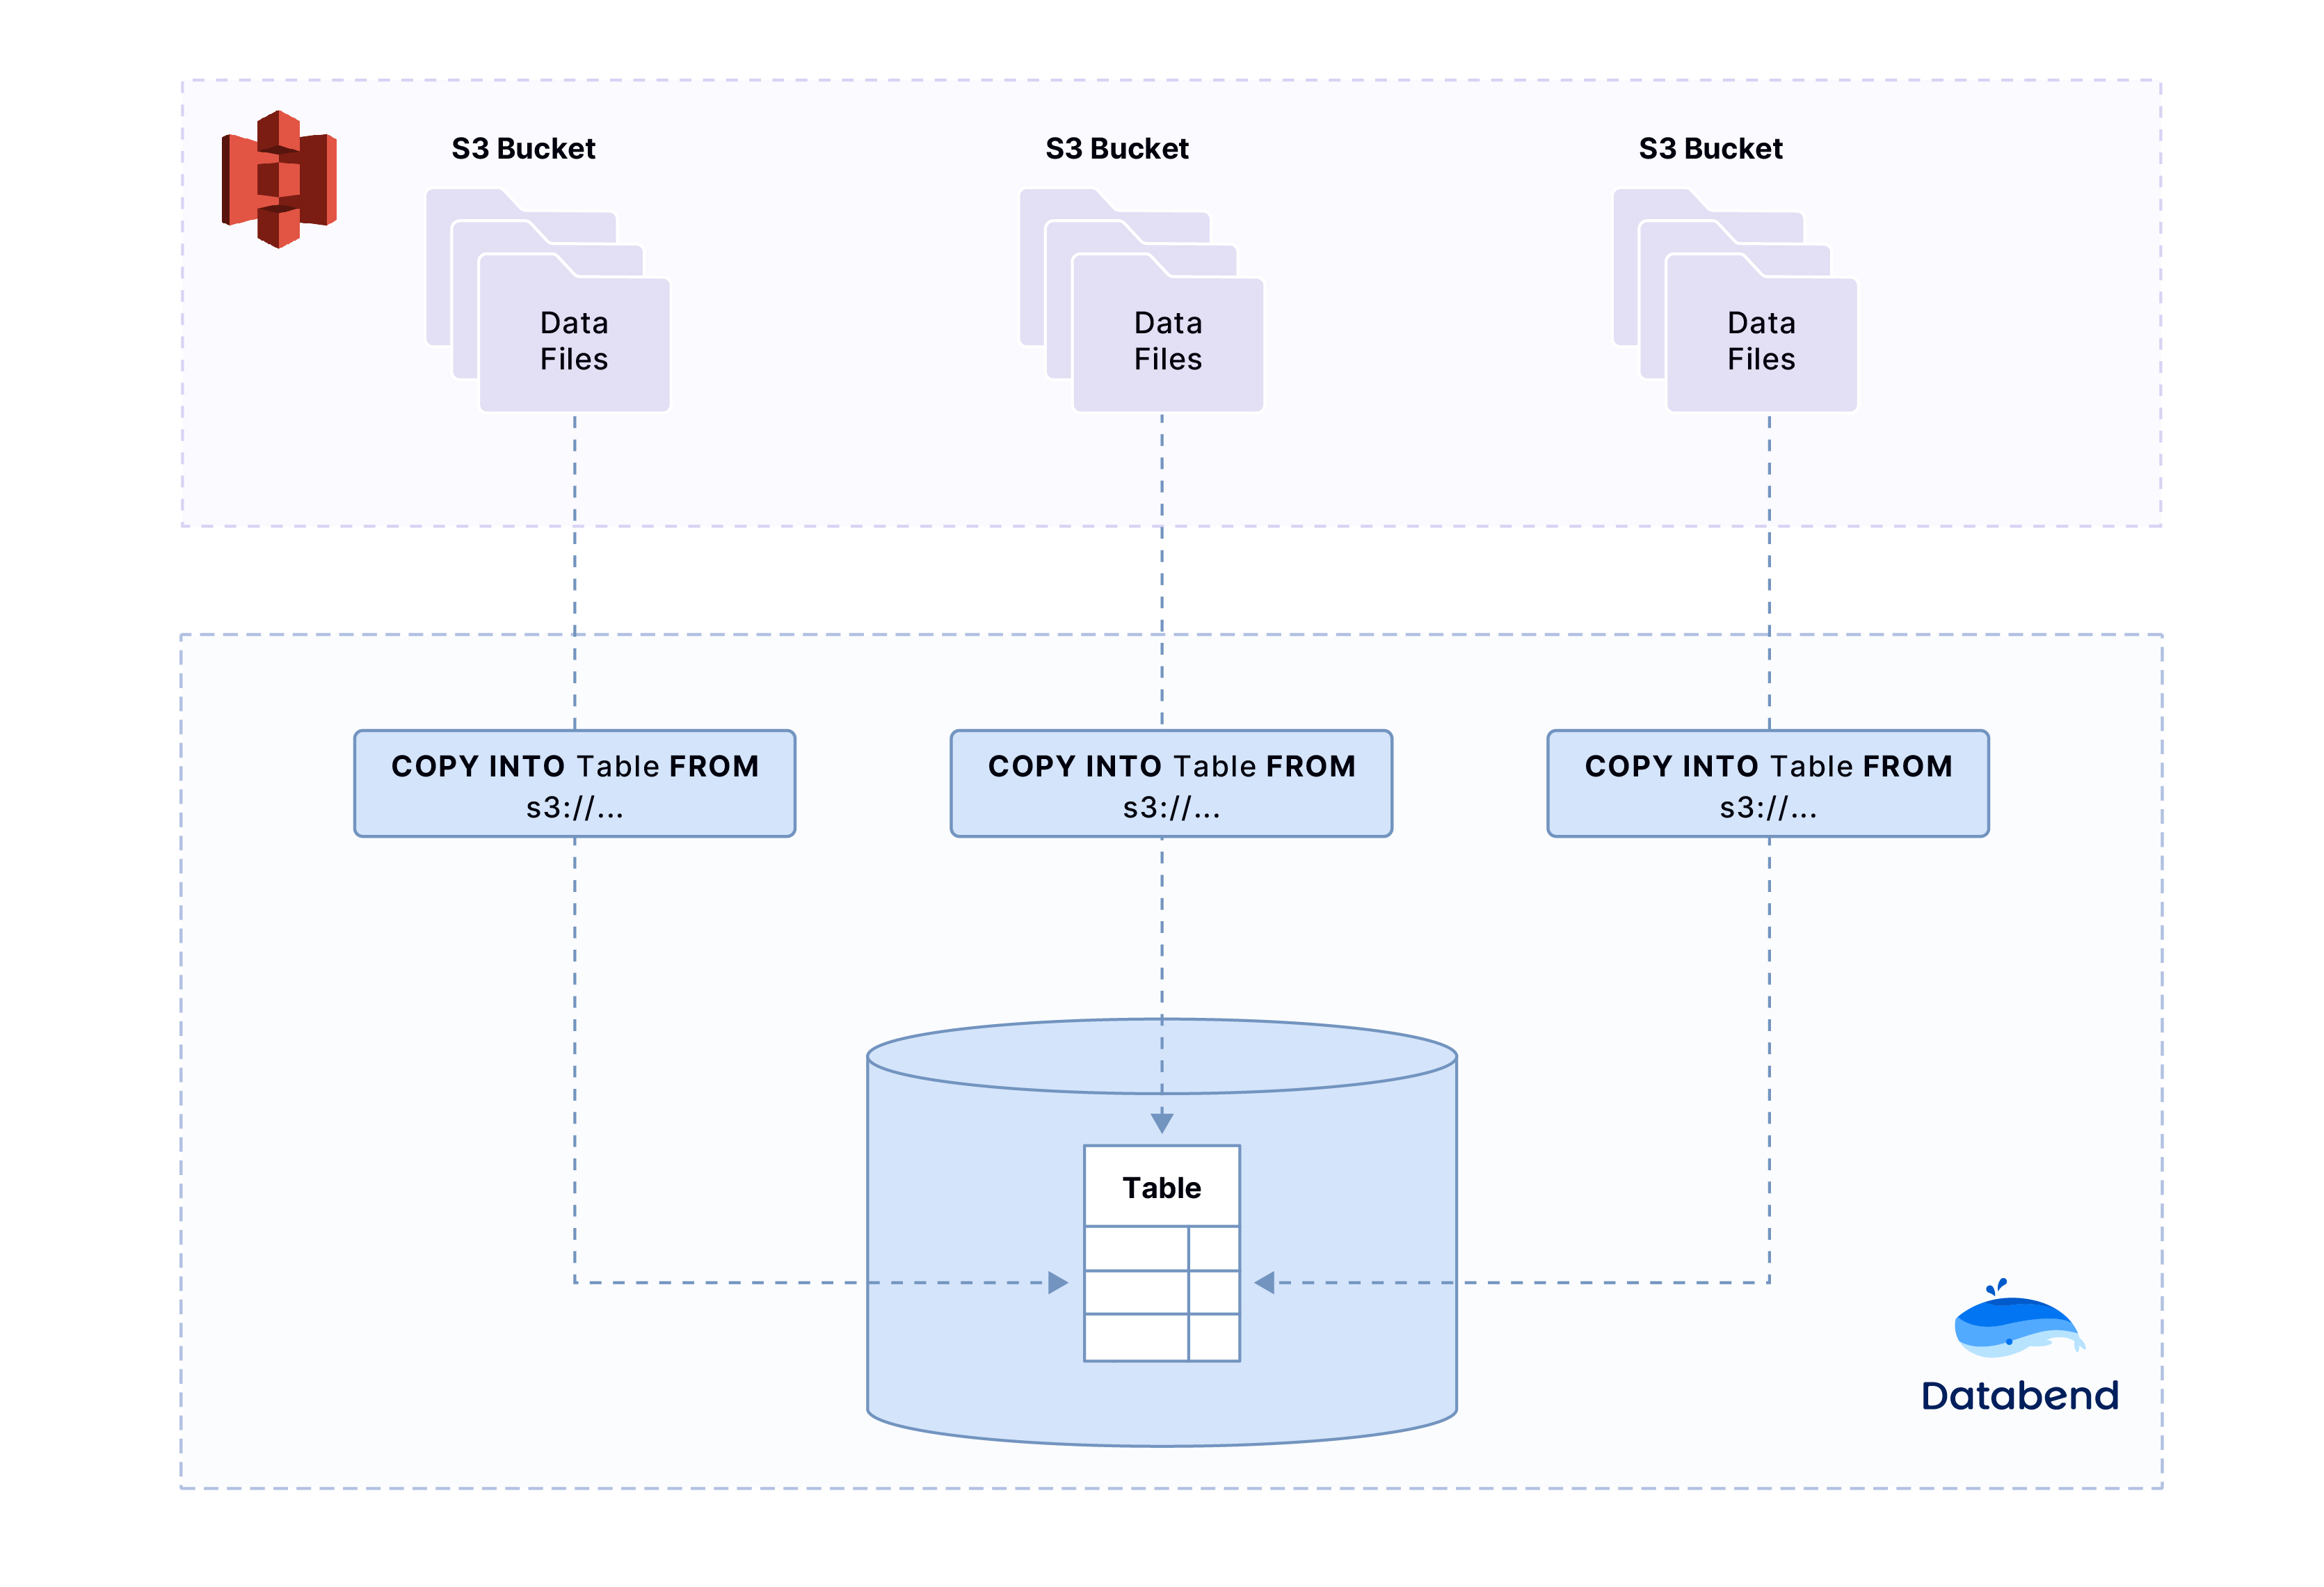 S3 Bucket
S3 Bucket
S3 Bucket
Data
Files
Data
Files
Data
Files
COPY INTO Table FROM
s3://...
COPY INTO Table FROM
s3://...
COPY INTO Table FROM
s3://...
Table
Databend